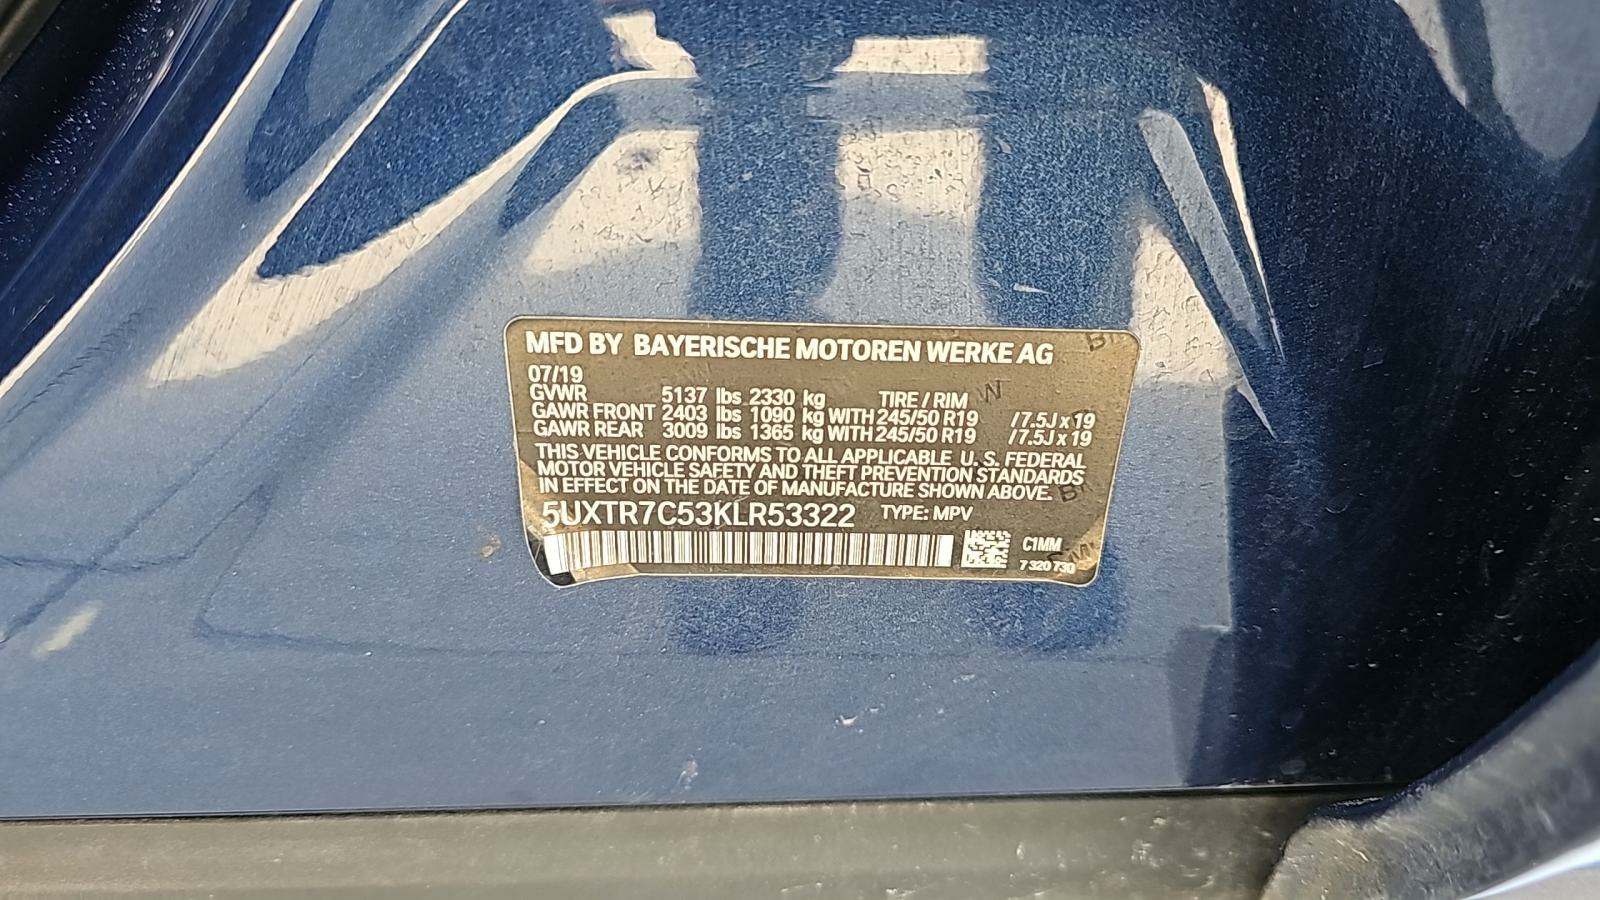 MFD BY BAYERISCHE MOTOREN WERKE AG
07/19
GVWR 5137 lbs 2330 kg TIRE / RIM
GAWR FRONT 2403 lbs 1090 kg WITH 245/50 R19 / 7.5J x 19
GAWR REAR 3009 lbs 1365 kg WITH 245/50 R19 / 7.5J x 19
THIS VEHICLE CONFORMS TO ALL APPLICABLE U. S. FEDERAL
MOTOR VEHICLE SAFETY AND THEFT PREVENTION STANDARDS
IN EFFECT ON THE DATE OF MANUFACTURE SHOWN ABOVE.
5UXTR7C53KLR53322 TYPE: MPV
C1MM
7 320 730